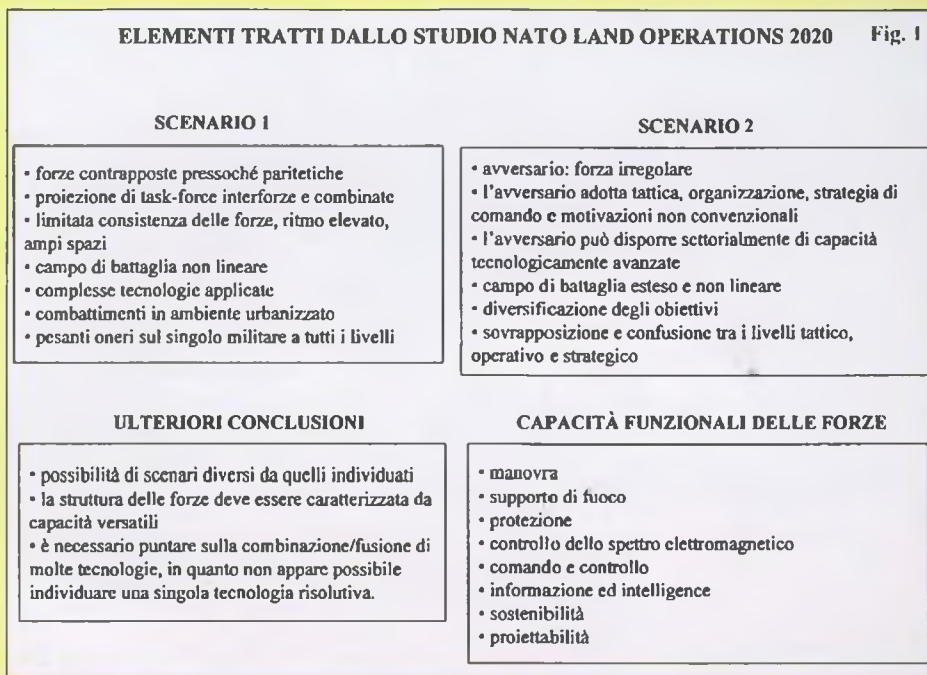 ELEMENTI TRATTI DALLO STUDIO NATO LAND OPERATIONS 2020 Fig. 1
SCENARIO 1
• forze contrapposte pressoché paritetiche
• proiezione di task-force interforze e combinate
• limitata consistenza delle forze, ritmo elevato,
ampi spazi
• campo di battaglia non lineare
• complesse tecnologie applicate
• combattimenti in ambiente urbanizzato
• pesanti oneri sul singolo militare a tutti i livelli
SCENARIO 2
• avversario: forza irregolare
• l'avversario adotta tattica, organizzazione, strategia di
comando e motivazioni non convenzionali
• l'avversario può disporre settorialmente di capacità
tecnologicamente avanzate
• campo di battaglia esteso e non lineare
• diversificazione degli obiettivi
• sovrapposizione e confusione tra i livelli tattico,
operativo e strategico
ULTERIORI CONCLUSIONI
• possibilità di scenari diversi da quelli individuati
• la struttura delle forze deve essere caratterizzata da
capacità versatili
• è necessario puntare sulla combinazione/fusione di
molte tecnologie, in quanto non appare possibile
individuare una singola tecnologia risolutiva.
CAPACITÀ FUNZIONALI DELLE FORZE
• manovra
• supporto di fuoco
• protezione
• controllo dello spettro elettromagnetico
• comando e controllo
• informazione ed intelligence
• sostenibilità
• proiettabilità